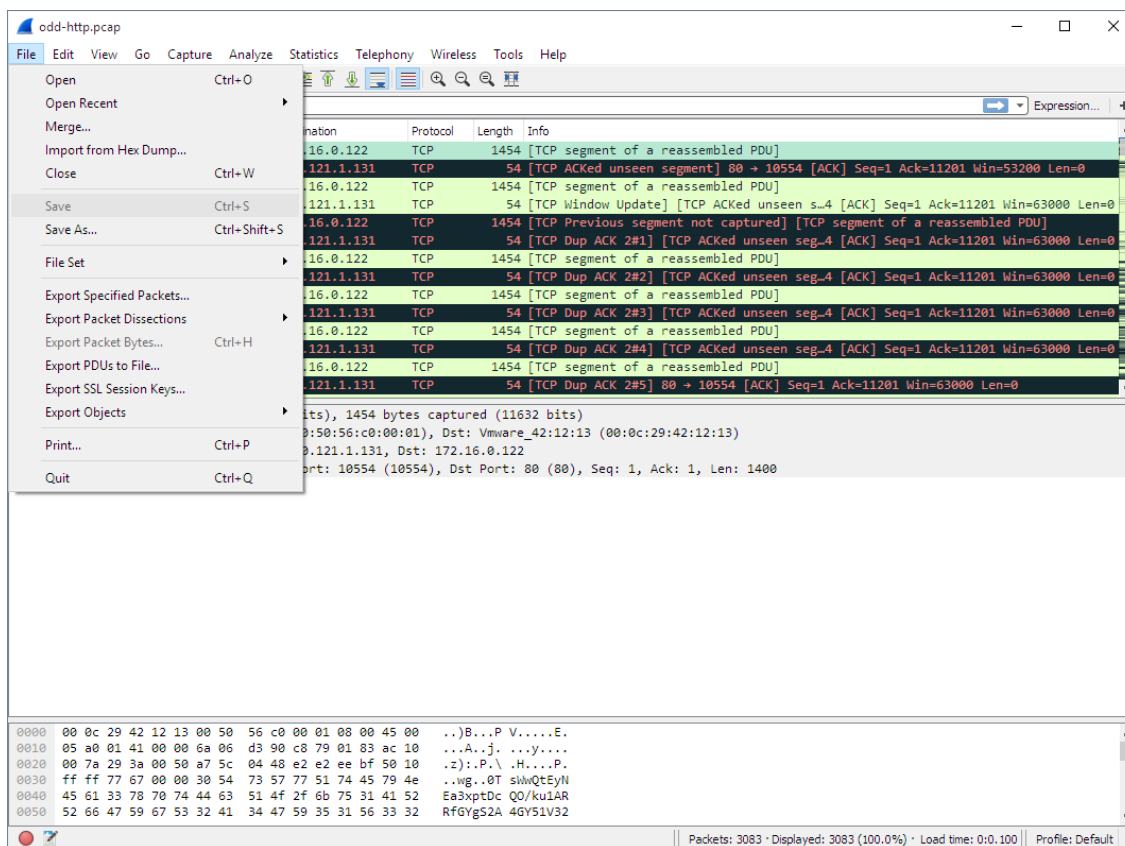 odd-http.pcap
File Edit View Go Capture Analyze Statistics Telephony Wireless Tools Help
Open Ctrl+O
Open Recent
Merge...
Import from Hex Dump...
Close Ctrl+W
Save Ctrl+S
Save As... Ctrl+Shift+S
File Set
Export Specified Packets...
Export Packet Dissections
Export Packet Bytes... Ctrl+H
Export PDUs to File...
Export SSL Session Keys...
Export Objects
Print... Ctrl+P
Quit Ctrl+Q
Expression...
ination Protocol Length Info
.16.0.122 TCP 1454 [TCP segment of a reassembled PDU]
.121.1.131 TCP 54 [TCP ACKed unseen segment] 80 → 10554 [ACK] Seq=1 Ack=11201 Win=53200 Len=0
.16.0.122 TCP 1454 [TCP segment of a reassembled PDU]
.121.1.131 TCP 54 [TCP Window Update] [TCP ACKed unseen s…4 [ACK] Seq=1 Ack=11201 Win=63000 Len=0
.16.0.122 TCP 1454 [TCP Previous segment not captured] [TCP segment of a reassembled PDU]
.121.1.131 TCP 54 [TCP Dup ACK 2#1] [TCP ACKed unseen seg…4 [ACK] Seq=1 Ack=11201 Win=63000 Len=0
.16.0.122 TCP 1454 [TCP segment of a reassembled PDU]
.121.1.131 TCP 54 [TCP Dup ACK 2#2] [TCP ACKed unseen seg…4 [ACK] Seq=1 Ack=11201 Win=63000 Len=0
.16.0.122 TCP 1454 [TCP segment of a reassembled PDU]
.121.1.131 TCP 54 [TCP Dup ACK 2#3] [TCP ACKed unseen seg…4 [ACK] Seq=1 Ack=11201 Win=63000 Len=0
.16.0.122 TCP 1454 [TCP segment of a reassembled PDU]
.121.1.131 TCP 54 [TCP Dup ACK 2#4] [TCP ACKed unseen seg…4 [ACK] Seq=1 Ack=11201 Win=63000 Len=0
.16.0.122 TCP 1454 [TCP segment of a reassembled PDU]
.121.1.131 TCP 54 [TCP Dup ACK 2#5] 80 → 10554 [ACK] Seq=1 Ack=11201 Win=63000 Len=0
its), 1454 bytes captured (11632 bits)
0:50:56:c0:00:01), Dst: Vmware_42:12:13 (00:0c:29:42:12:13)
0.121.1.131, Dst: 172.16.0.122
ort: 10554 (10554), Dst Port: 80 (80), Seq: 1, Ack: 1, Len: 1400
0000 00 0c 29 42 12 13 00 50 56 c0 00 01 08 00 45 00 ..)B...P V.....E.
0010 05 a0 01 41 00 00 6a 06 d3 90 c8 79 01 83 ac 10 ...A..j. ...y....
0020 00 7a 29 3a 00 50 a7 5c 04 48 e2 e2 ee bf 50 10 .z):.P.\ .H....P.
0030 ff ff 77 67 00 00 30 54 73 57 77 51 74 45 79 4e ..wg..0T sWwQtEyN
0040 45 61 33 78 70 74 44 63 51 4f 2f 6b 75 31 41 52 Ea3xptDc QO/ku1AR
0050 52 66 47 59 67 53 32 41 34 47 59 35 31 56 33 32 RfGYgS2A 4GY51V32
Packets: 3083 · Displayed: 3083 (100.0%) · Load time: 0:0.100 Profile: Default